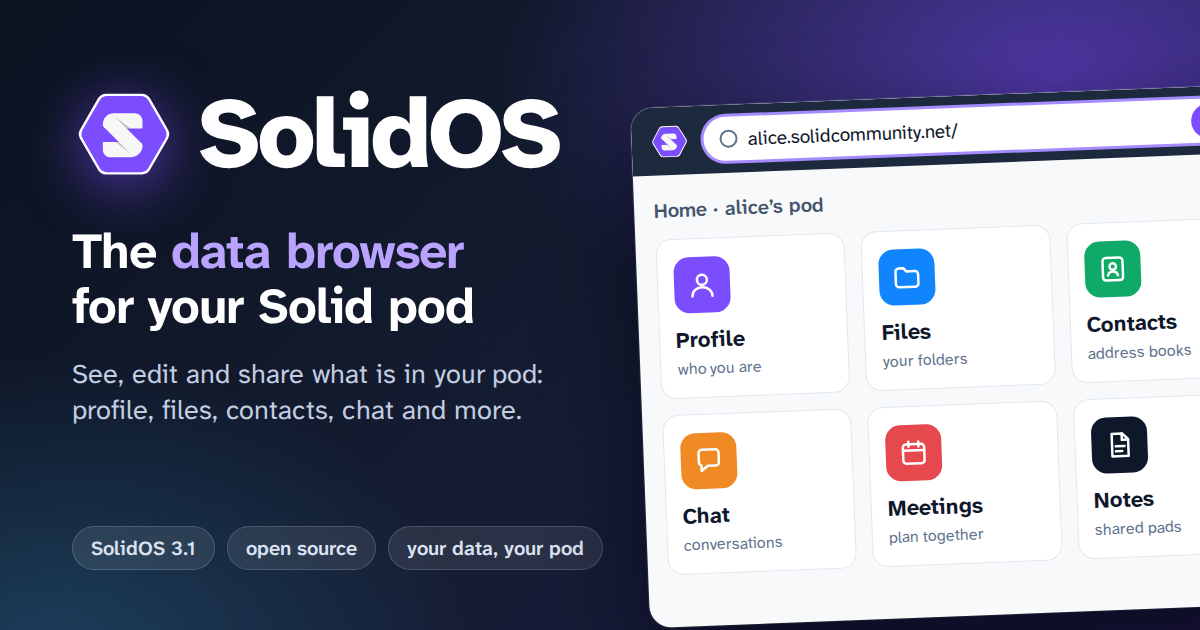 SolidOS
The data browser
for your Solid pod
See, edit and share what is in your pod:
profile, files, contacts, chat and more.
SolidOS 3.1
open source
your data, your pod
alice.solidcommunity.net/
Home · alice’s pod
Profile
who you are
Files
your folders
Contacts
address books
Chat
conversations
Meetings
plan together
Notes
shared pads